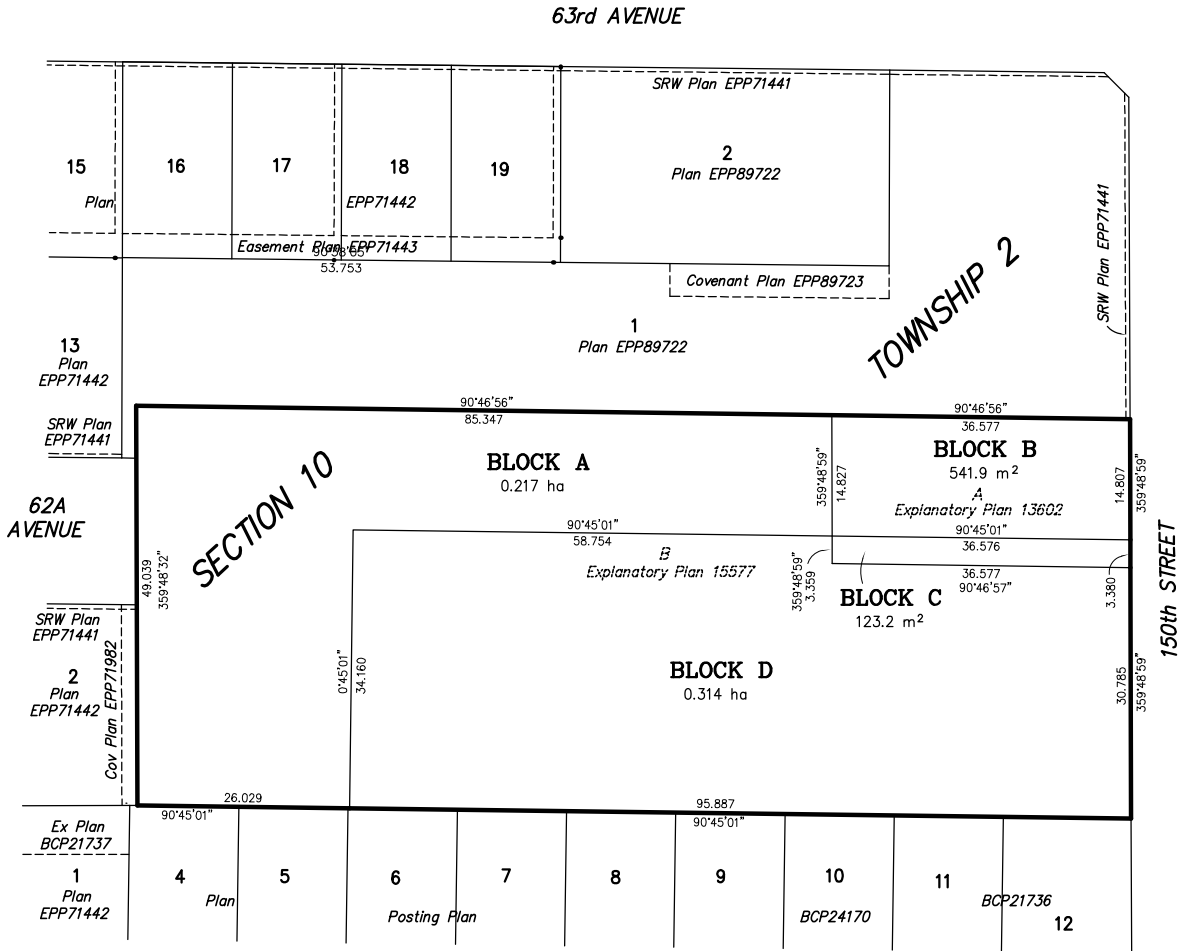 63rd AVENUE
SRW Plan EPP71441
15
16
17
18
19
2
Plan EPP89722
Plan
EPP71442
SRW Plan EPP71441
Easement Plan EPP71443
90°58'05"
53.753
Covenant Plan EPP89723
TOWNSHIP 2
1
Plan EPP89722
13
Plan
EPP71442
SRW Plan
EPP71441
90°46'56"
85.347
90°46'56"
36.577
BLOCK A
0.217 ha
BLOCK B
541.9 m²
A
Explanatory Plan 13602
359°48'59"
14.827
14.807
359°48'59"
SECTION 10
62A
AVENUE
90°45'01"
58.754
90°45'01"
36.576
B
Explanatory Plan 15577
359°48'59"
3.359
36.577
90°46'57"
3.380
BLOCK C
123.2 m²
49.039
359°48'32"
150th STREET
SRW Plan
EPP71441
2
Plan
EPP71442
Cov Plan EPP71982
0°45'01"
34.160
BLOCK D
0.314 ha
30.785
359°48'59"
26.029
90°45'01"
95.887
90°45'01"
Ex Plan
BCP21737
1
Plan
EPP71442
4
5
6
7
8
9
10
11
12
Plan
Posting Plan
BCP24170
BCP21736